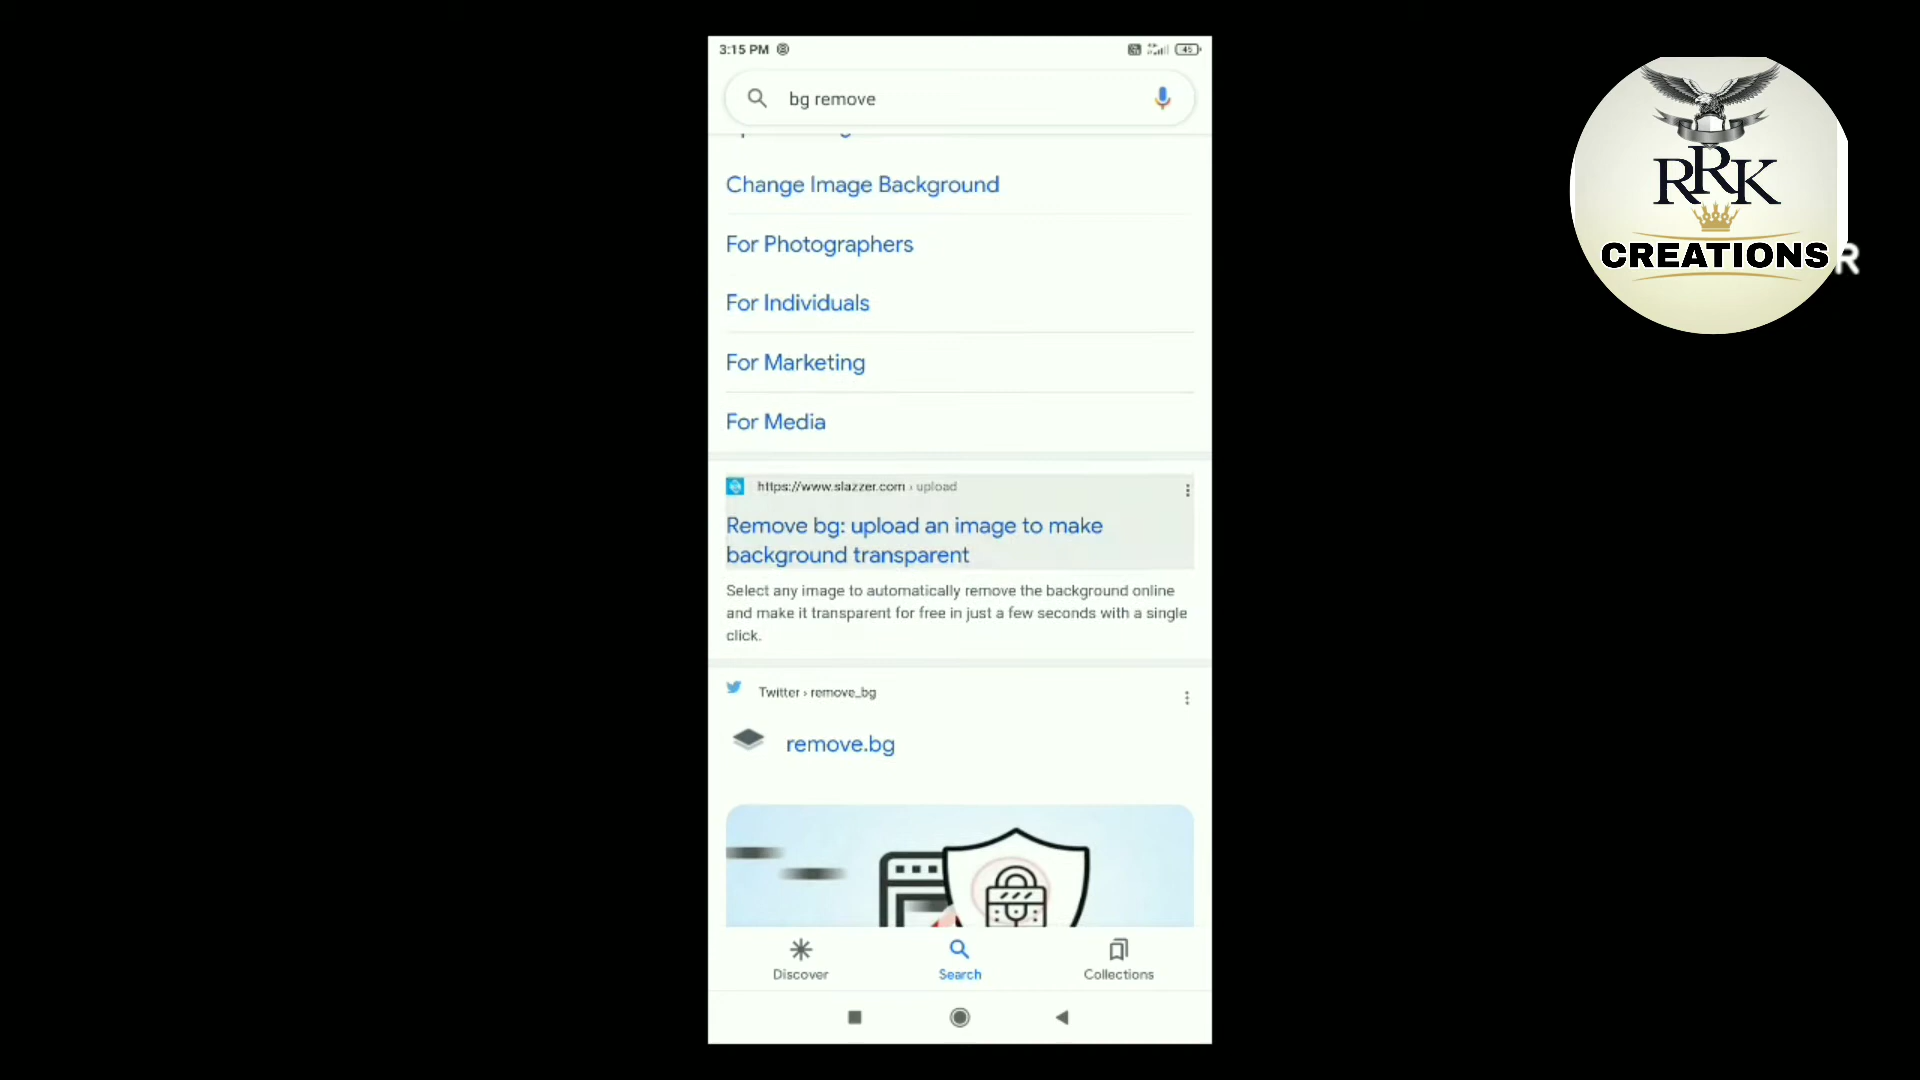 3:15 PM
45
bg remove
Change Image Background
For Photographers
For Individuals
For Marketing
For Media
https://www.slazzer.com › upload
Remove bg: upload an image to make
background transparent
Select any image to automatically remove the background online
and make it transparent for free in just a few seconds with a single
click.
Twitter › remove_bg
remove.bg
Discover
Search
Collections
RRK
CREATIONS
R